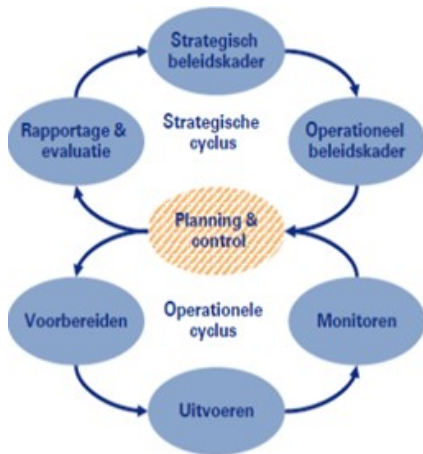 Strategisch
beleidskader
Rapportage &
evaluatie
Strategische
cyclus
Operationeel
beleidskader
Planning &
control
Voorbereiden
Operationele
cyclus
Monitoren
Uitvoeren